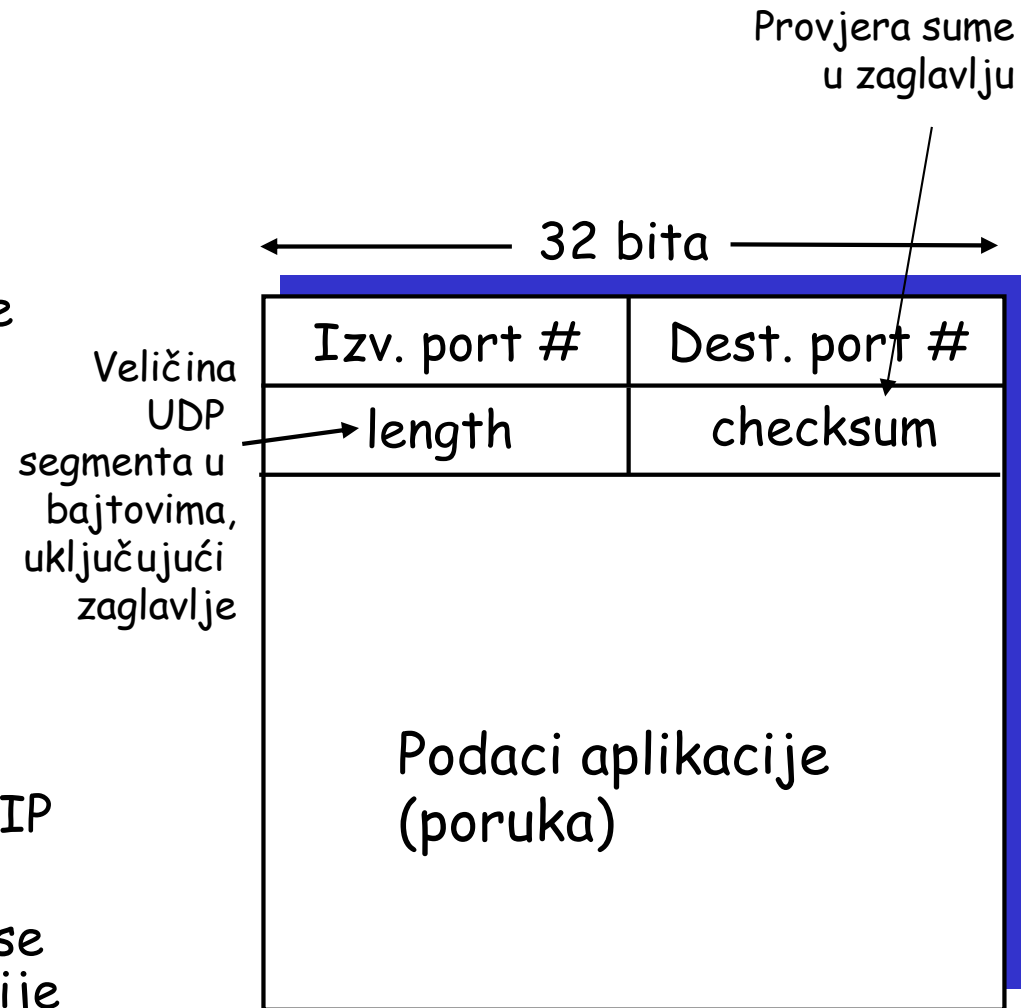 Provjera sume
u zaglavlju
32 bita
e
Izv. port #
Dest. port #
Veličina
UDP
segmenta u
bajtovima,
uključujući
zaglavlje
length
checksum
Podaci aplikacije
(poruka)
IP
se
ije